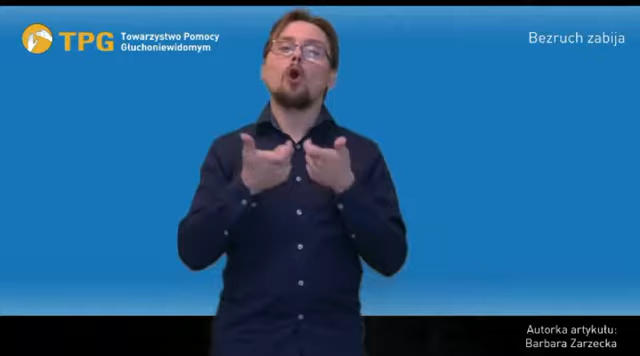 TPG
Towarzystwo Pomocy
Głuchoniewidomym
Bezruch zabija
Autorka artykułu:
Barbara Zarzecka